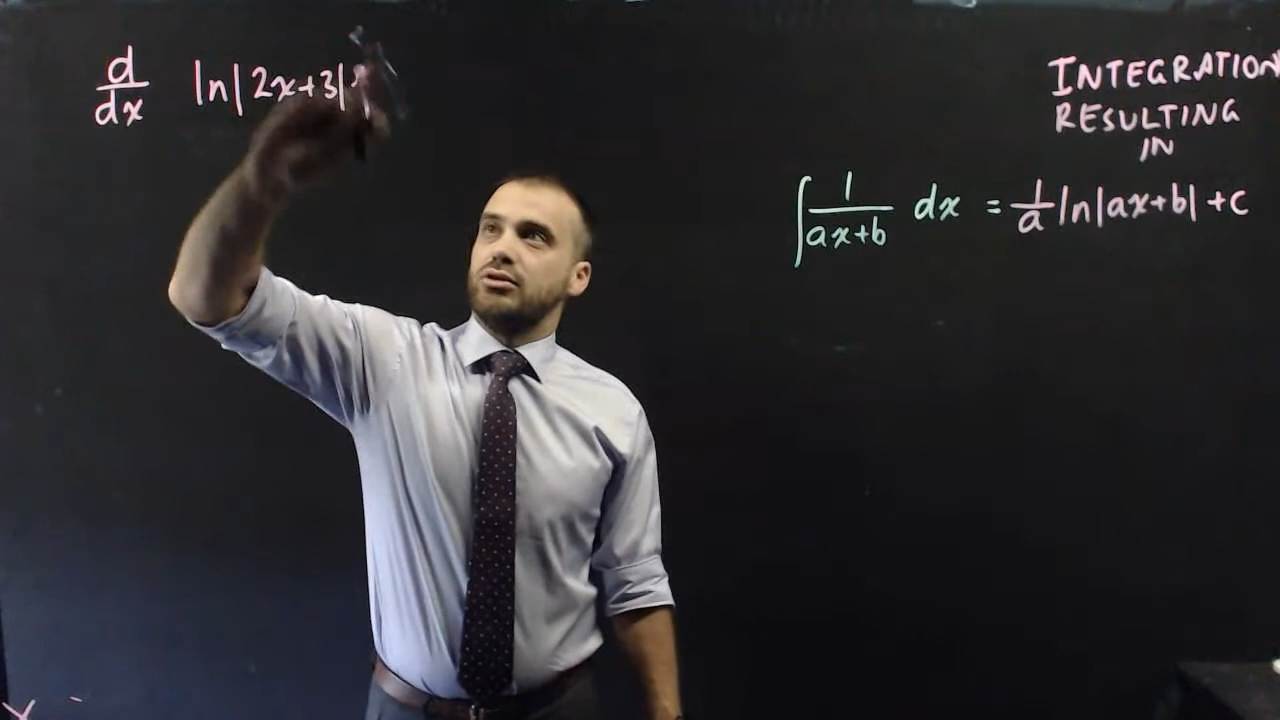 d/dx ln|2x+3|
INTEGRATION
RESULTING
IN
∫ 1/(ax+b) dx = 1/a ln|ax+b| + c